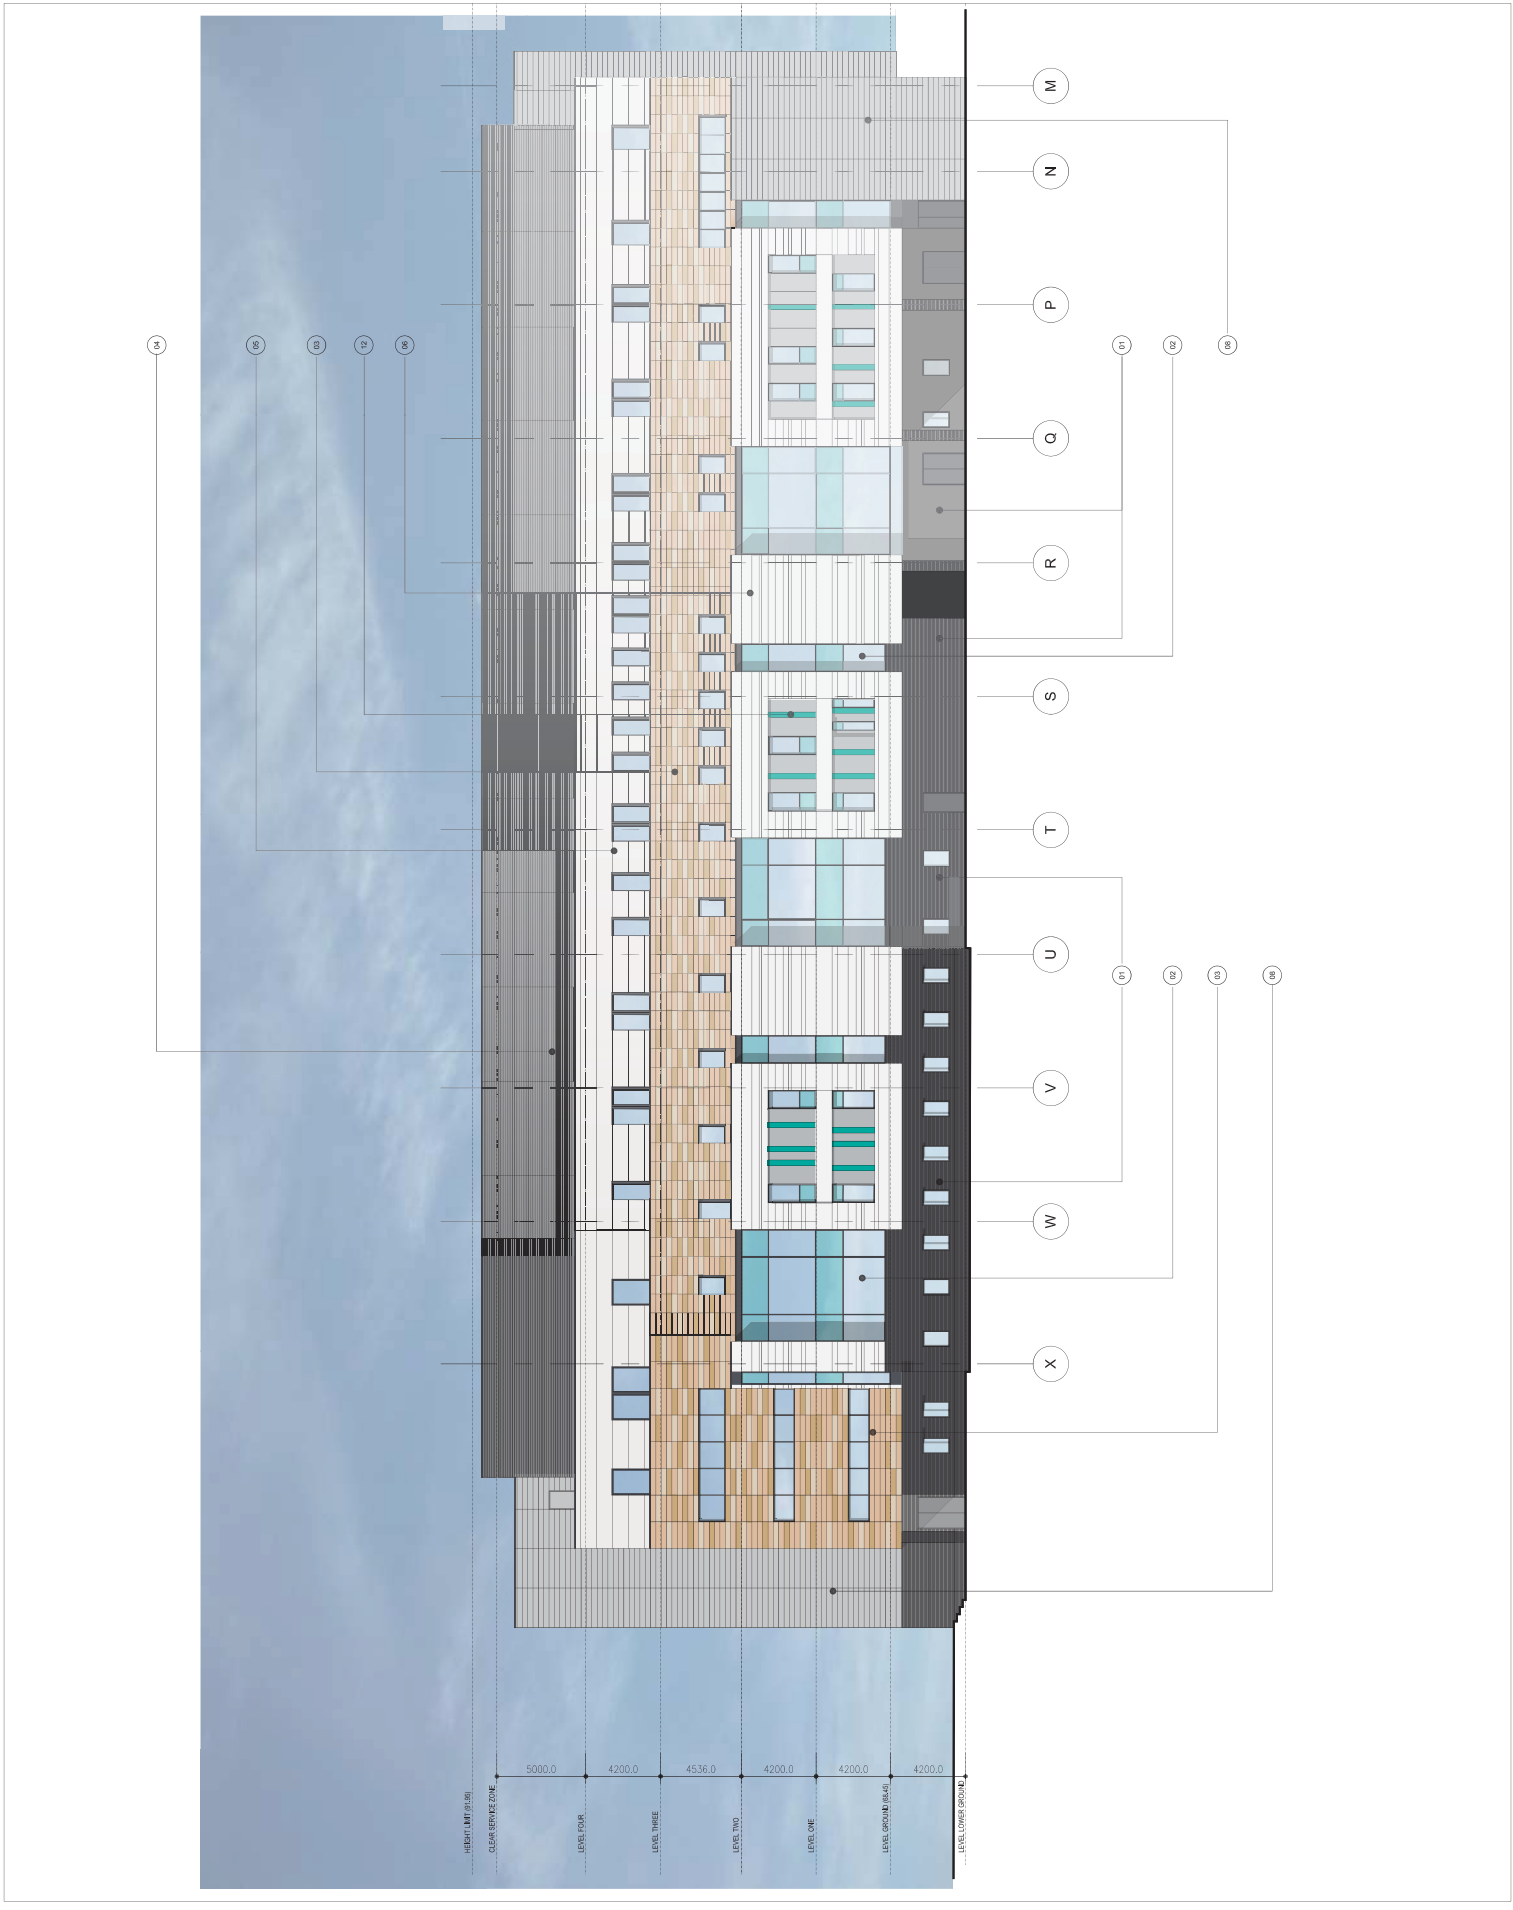 04
05
03
12
06
HEIGHT LIMIT (91.95)
CLEAR SERVICE ZONE
5000.0
LEVEL FOUR
4200.0
LEVEL THREE
4536.0
LEVEL TWO
4200.0
LEVEL ONE
4200.0
LEVEL GROUND (68.45)
4200.0
LEVEL LOWER GROUND
X W V U T S R Q P N M
01 01
02 02
03
08
08